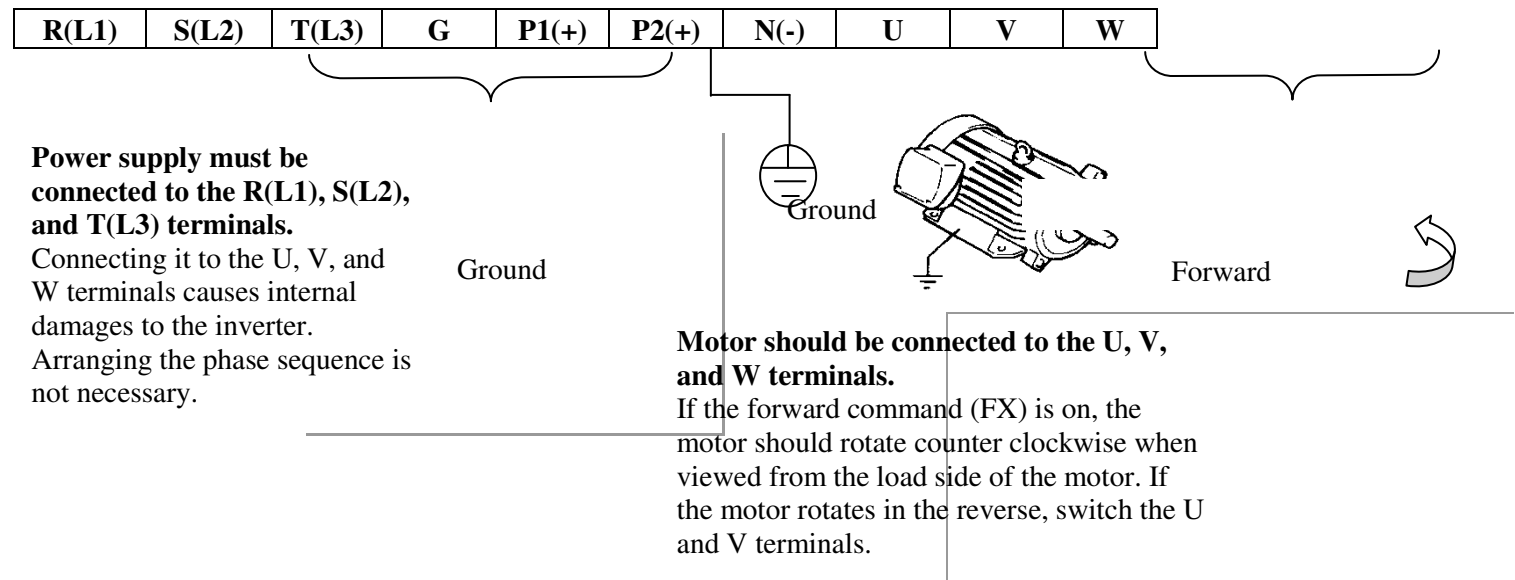 R(L1) S(L2) T(L3) G P1(+) P2(+) N(-) U V W
Power supply must be
connected to the R(L1), S(L2),
and T(L3) terminals.
Connecting it to the U, V, and
W terminals causes internal
damages to the inverter.
Arranging the phase sequence is
not necessary.
Ground
Ground
Forward
Motor should be connected to the U, V,
and W terminals.
If the forward command (FX) is on, the
motor should rotate counter clockwise when
viewed from the load side of the motor. If
the motor rotates in the reverse, switch the U
and V terminals.